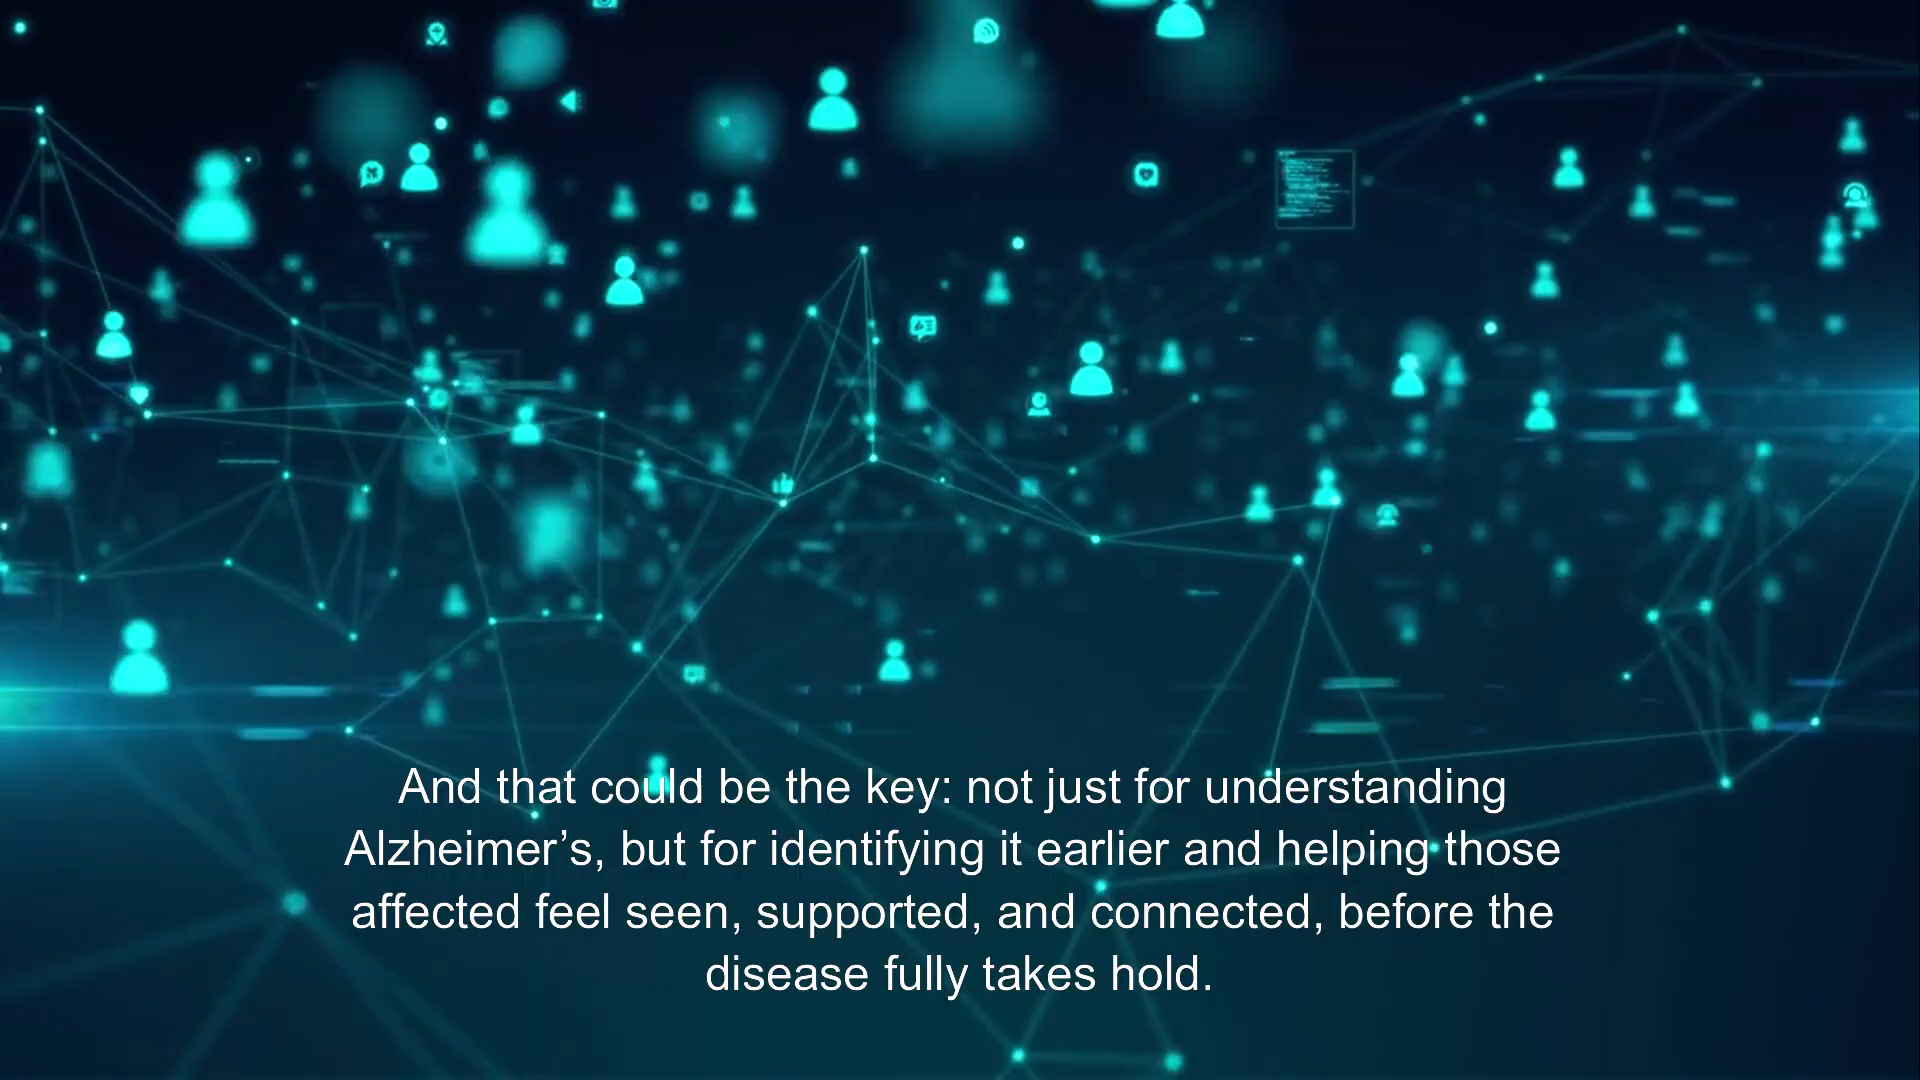 And that could be the key: not just for understanding
Alzheimer’s, but for identifying it earlier and helping those
affected feel seen, supported, and connected, before the
disease fully takes hold.